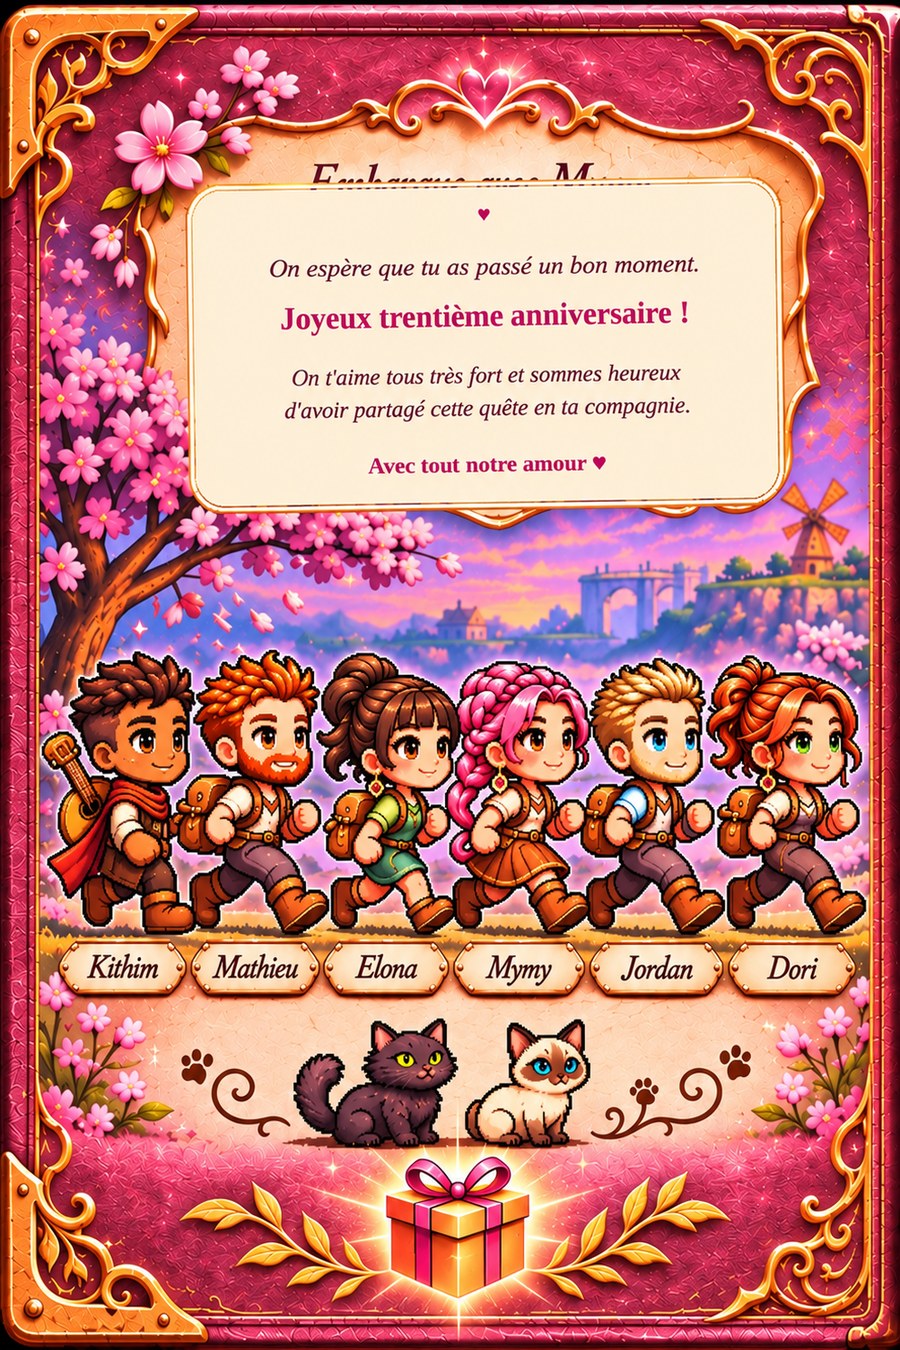 ♥
On espère que tu as passé un bon moment.
Joyeux trentième anniversaire !
On t'aime tous très fort et sommes heureux
d'avoir partagé cette quête en ta compagnie.
Avec tout notre amour ♥
Kithim
Mathieu
Elona
Mymy
Jordan
Dori